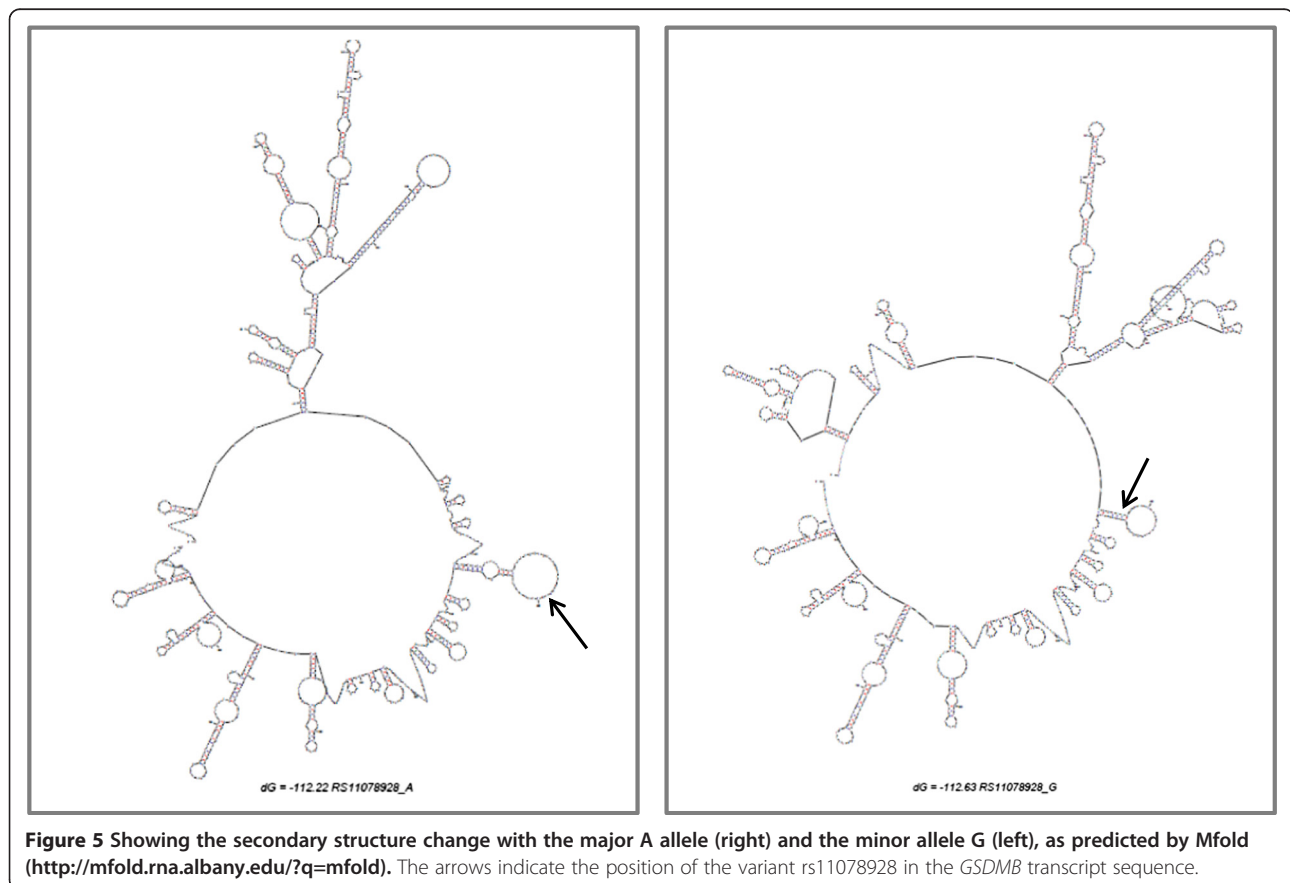 dG = -112.22 RS11078928_A
dG = -112.63 RS11078928_G
Figure 5 Showing the secondary structure change with the major A allele (right) and the minor allele G (left), as predicted by Mfold
(http://mfold.rna.albany.edu/?q=mfold). The arrows indicate the position of the variant rs11078928 in the GSDMB transcript sequence.